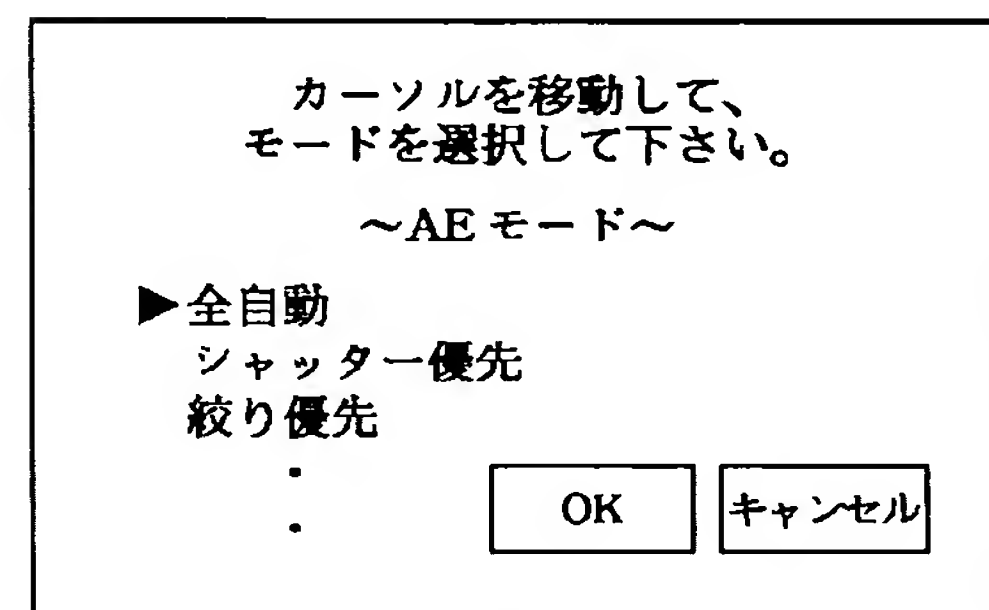 カーソルを移動して、
モードを選択して下さい。
～AEモード～
▶全自動
シャッター優先
絞り優先
・
・
OK
キャンセル